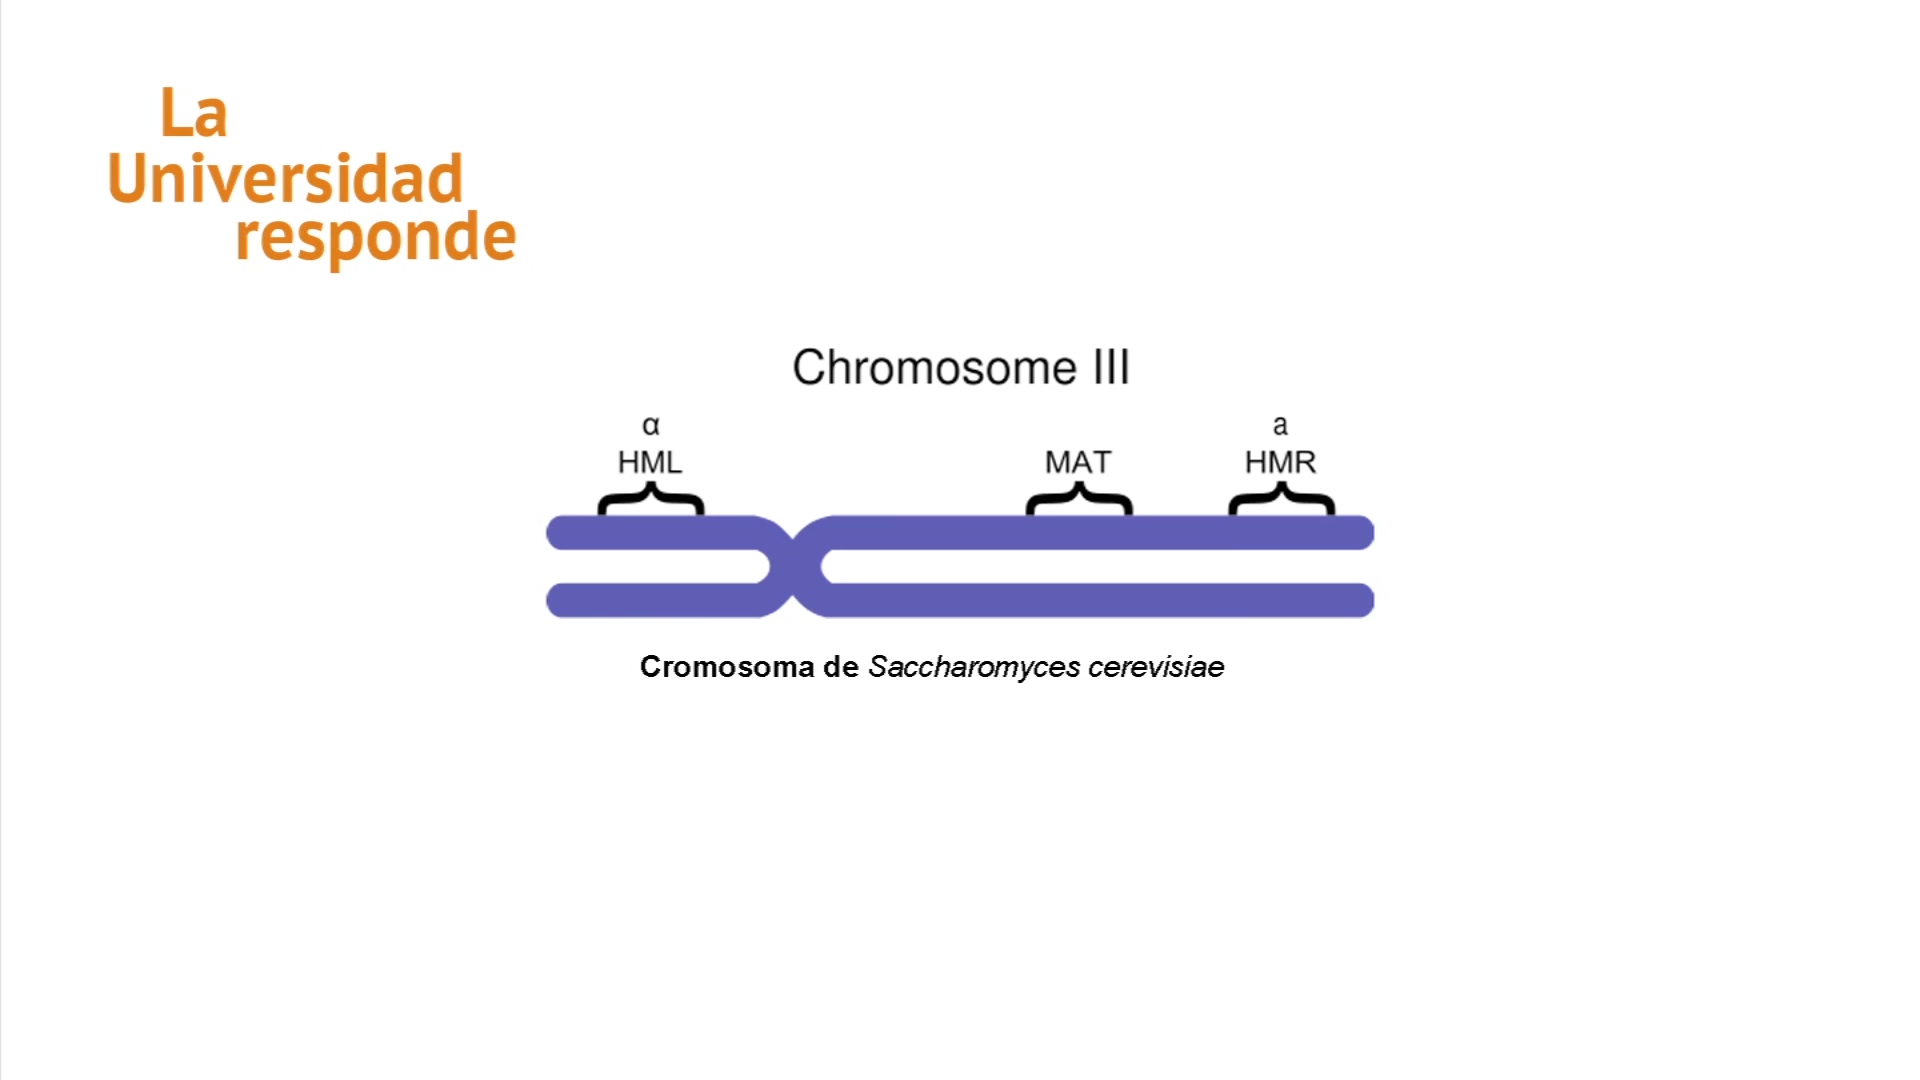 La
Universidad
responde
Chromosome III
α
HML
MAT
a
HMR
Cromosoma de Saccharomyces cerevisiae